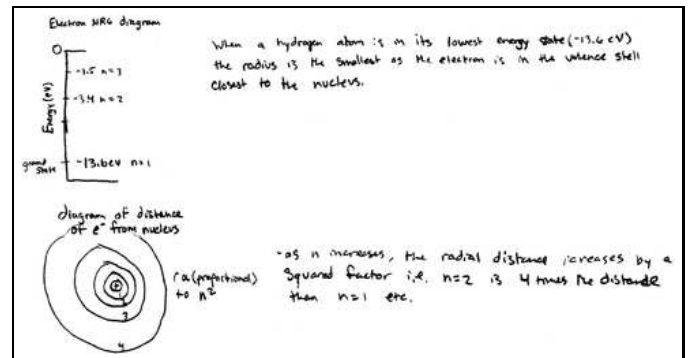 Electron NRG diagram
When a hydrogen atom is in its lowest energy state (-13.6 eV)
the radius is the smallest as the electron is in the valence shell
closest to the nucleus.
0
-1.5 n=3
-3.4 n=2
Energy (eV)
ground state
-13.6eV n=1
diagram of distance
of e⁻ from nucleus
r α (proportional)
to n²
3
4
-as n increases, the radial distance icreases by a
squared factor i.e. n=2 is 4 times the distance
than n=1 etc.